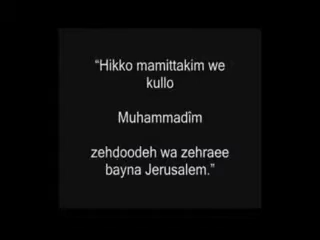 “Hikko mamittakim we
kullo
Muhammadîm
zehdoodeh wa zehraee
bayna Jerusalem.”